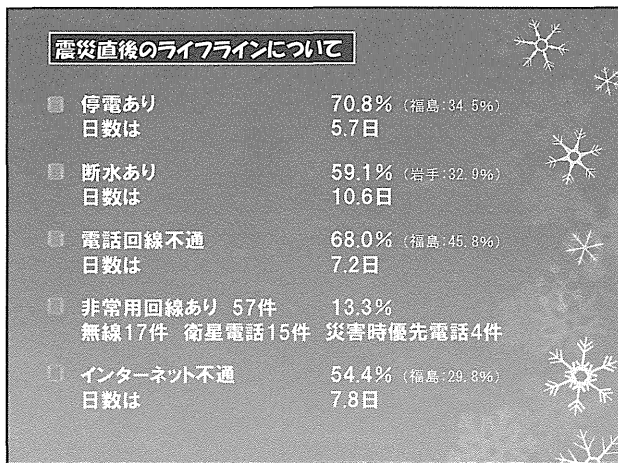 震災直後のライフラインについて
停電あり 70.8% (福島:34.5%)
日数は 5.7日
断水あり 59.1% (岩手:32.9%)
日数は 10.6日
電話回線不通 68.0% (福島:45.8%)
日数は 7.2日
非常用回線あり 57件 13.3%
無線17件 衛星電話15件 災害時優先電話4件
インターネット不通 54.4% (福島:29.8%)
日数は 7.8日